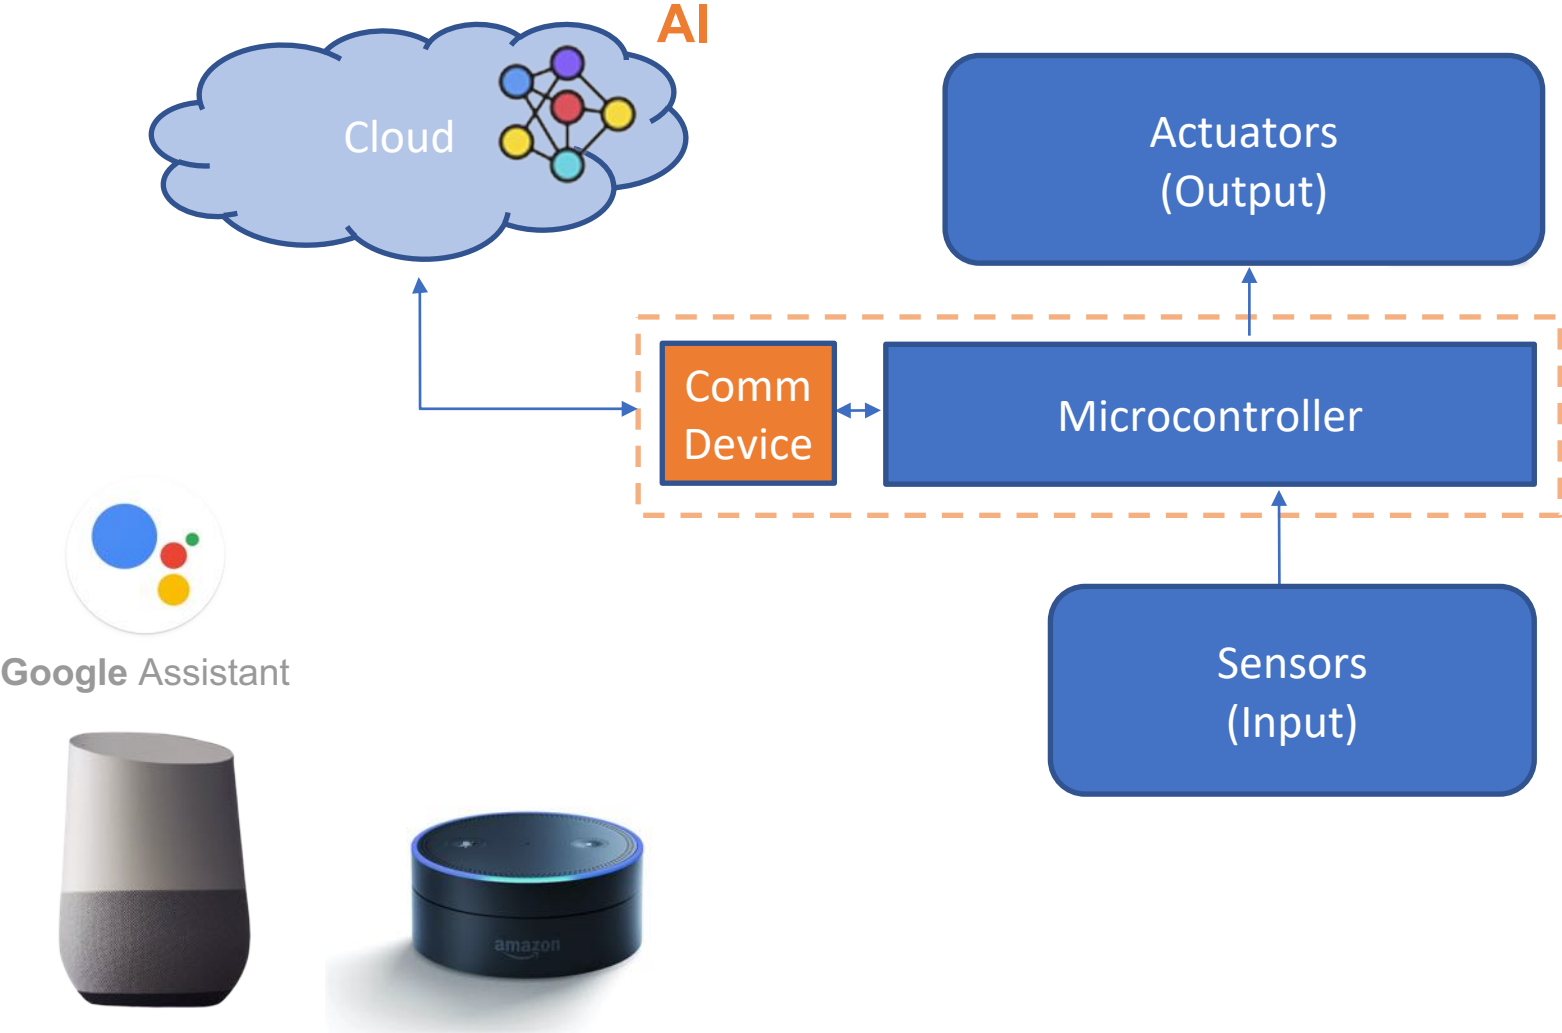 AI
Cloud
Actuators
(Output)
Comm
Device
Microcontroller
Google Assistant
Sensors
(Input)
amazon